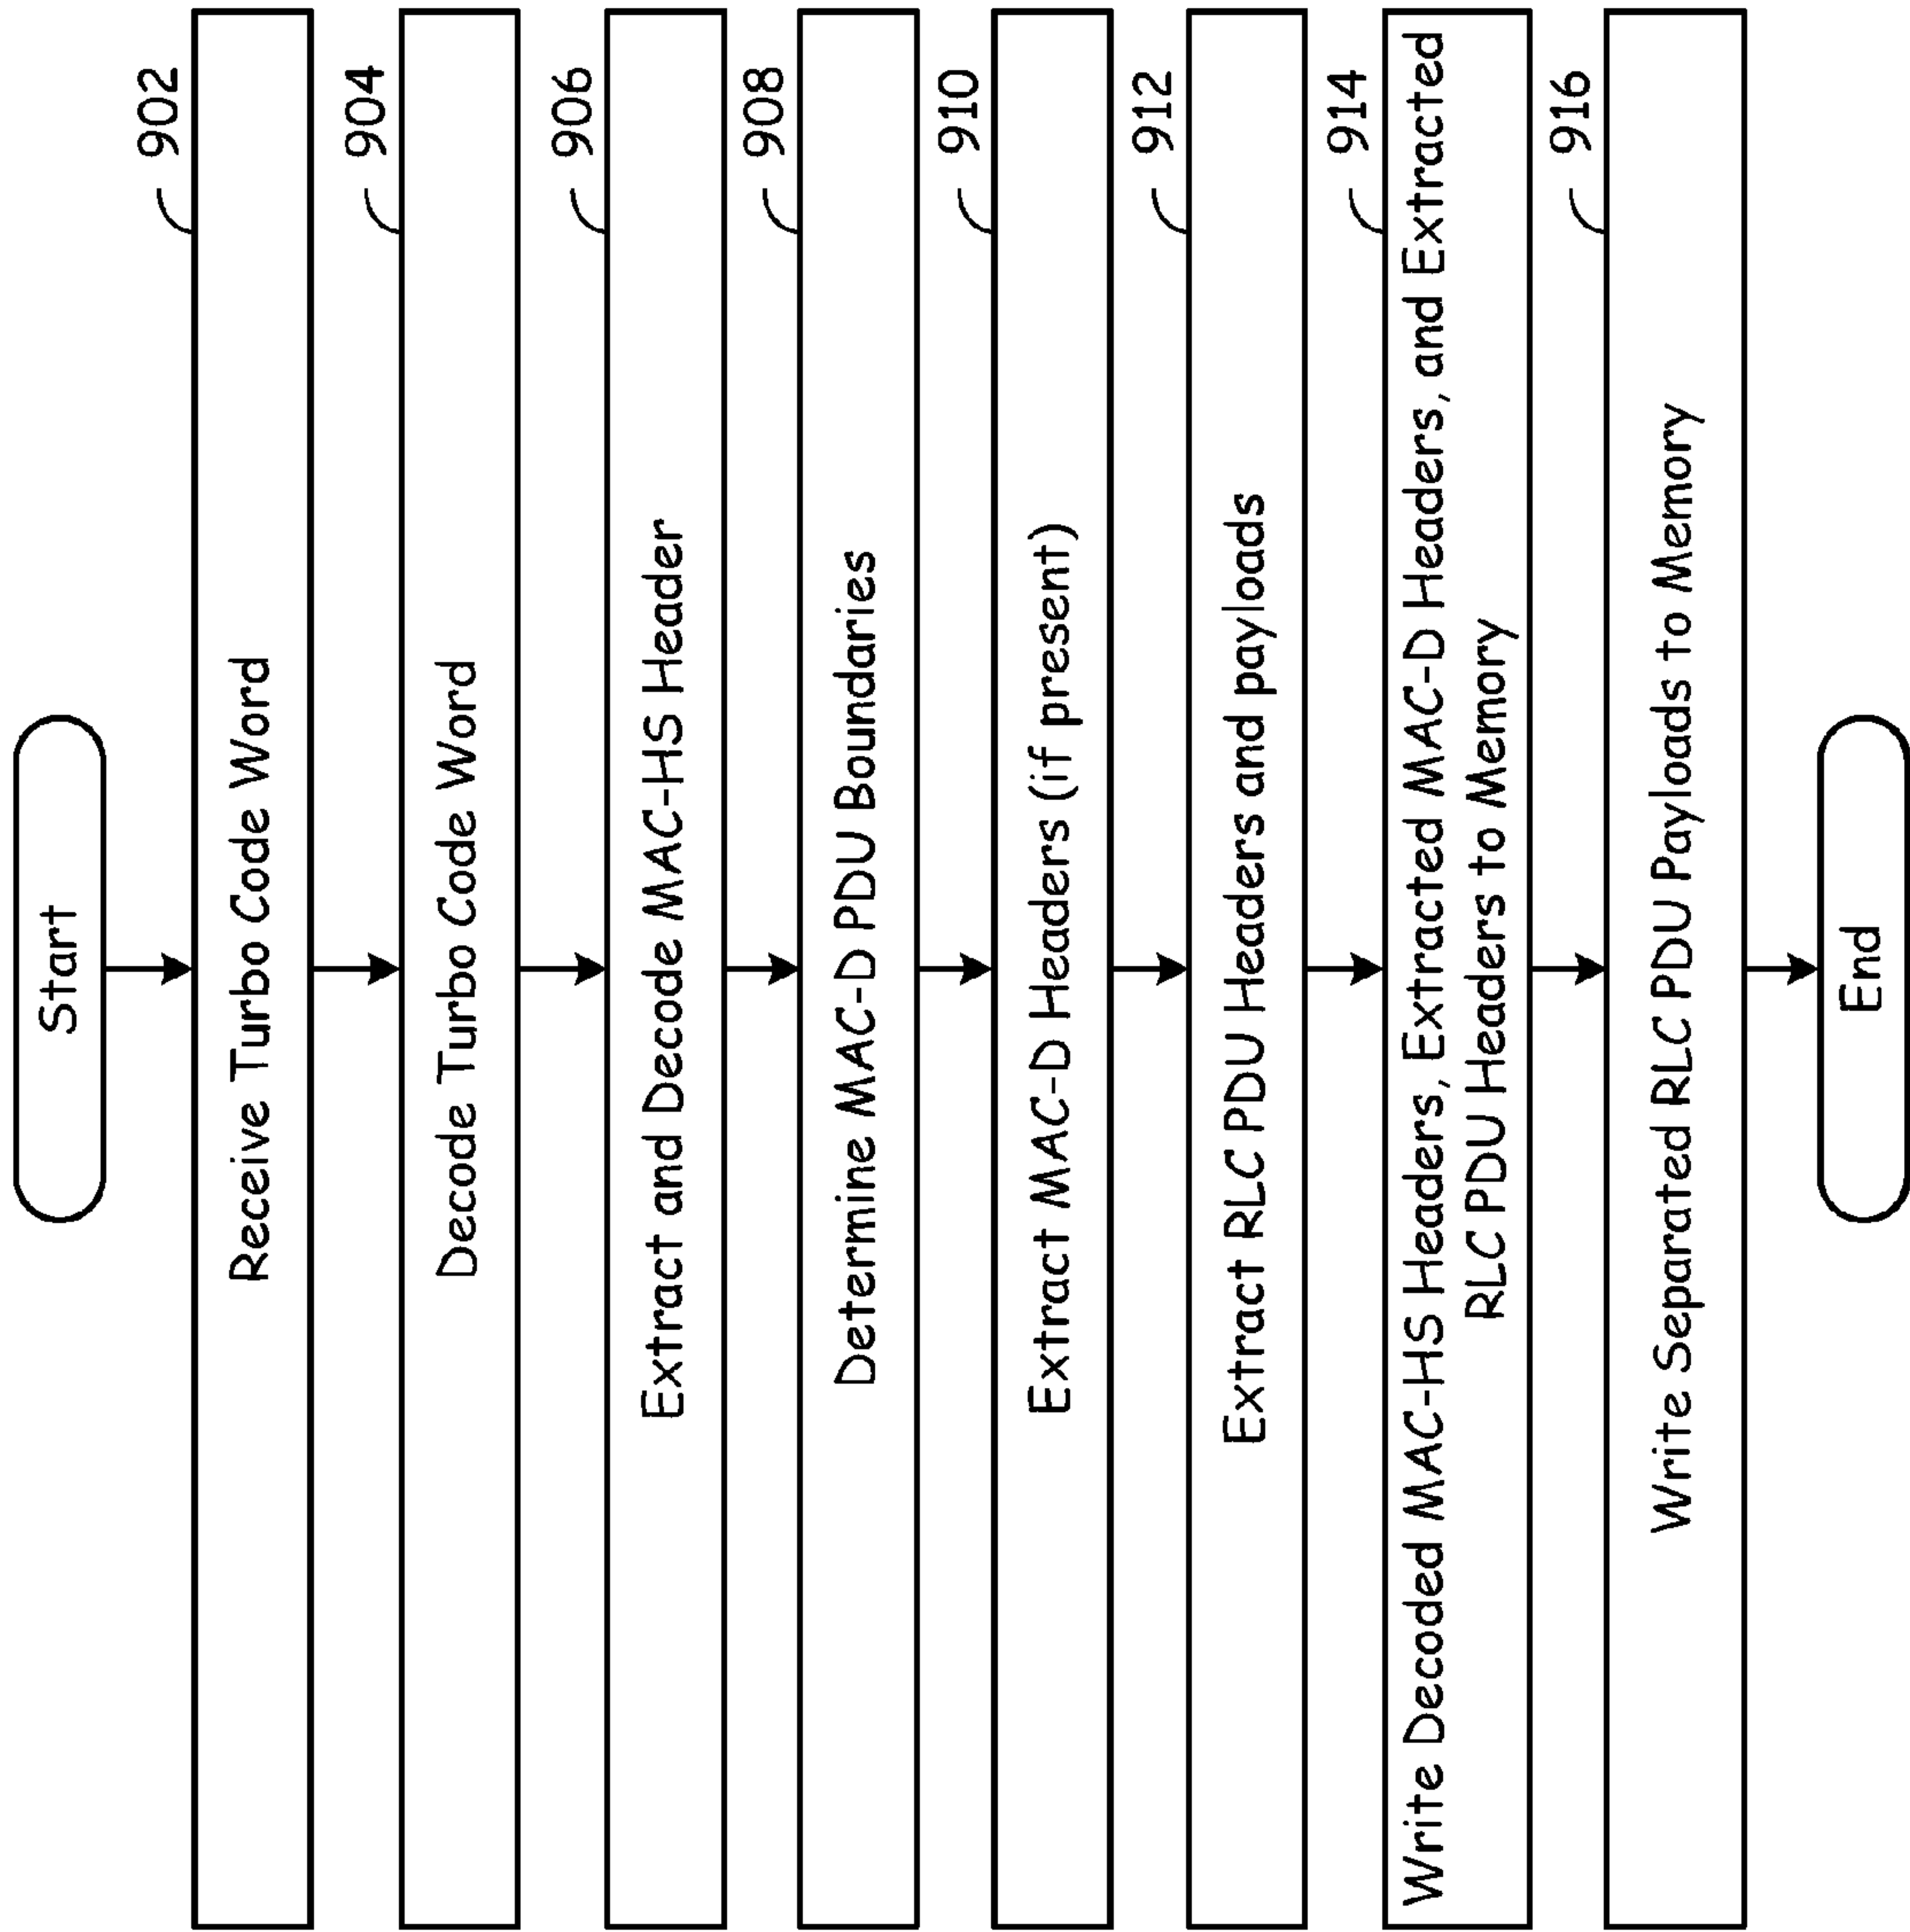 Start
902
Receive Turbo Code Word
904
Decode Turbo Code Word
906
Extract and Decode MAC-HS Header
908
Determine MAC-D PDU Boundaries
910
Extract MAC-D Headers (if present)
912
Extract RLC PDU Headers and payloads
914
Write Decoded MAC-HS Headers, Extracted MAC-D Headers, and Extracted
RLC PDU Headers to Memory
916
Write Separated RLC PDU Payloads to Memory
End